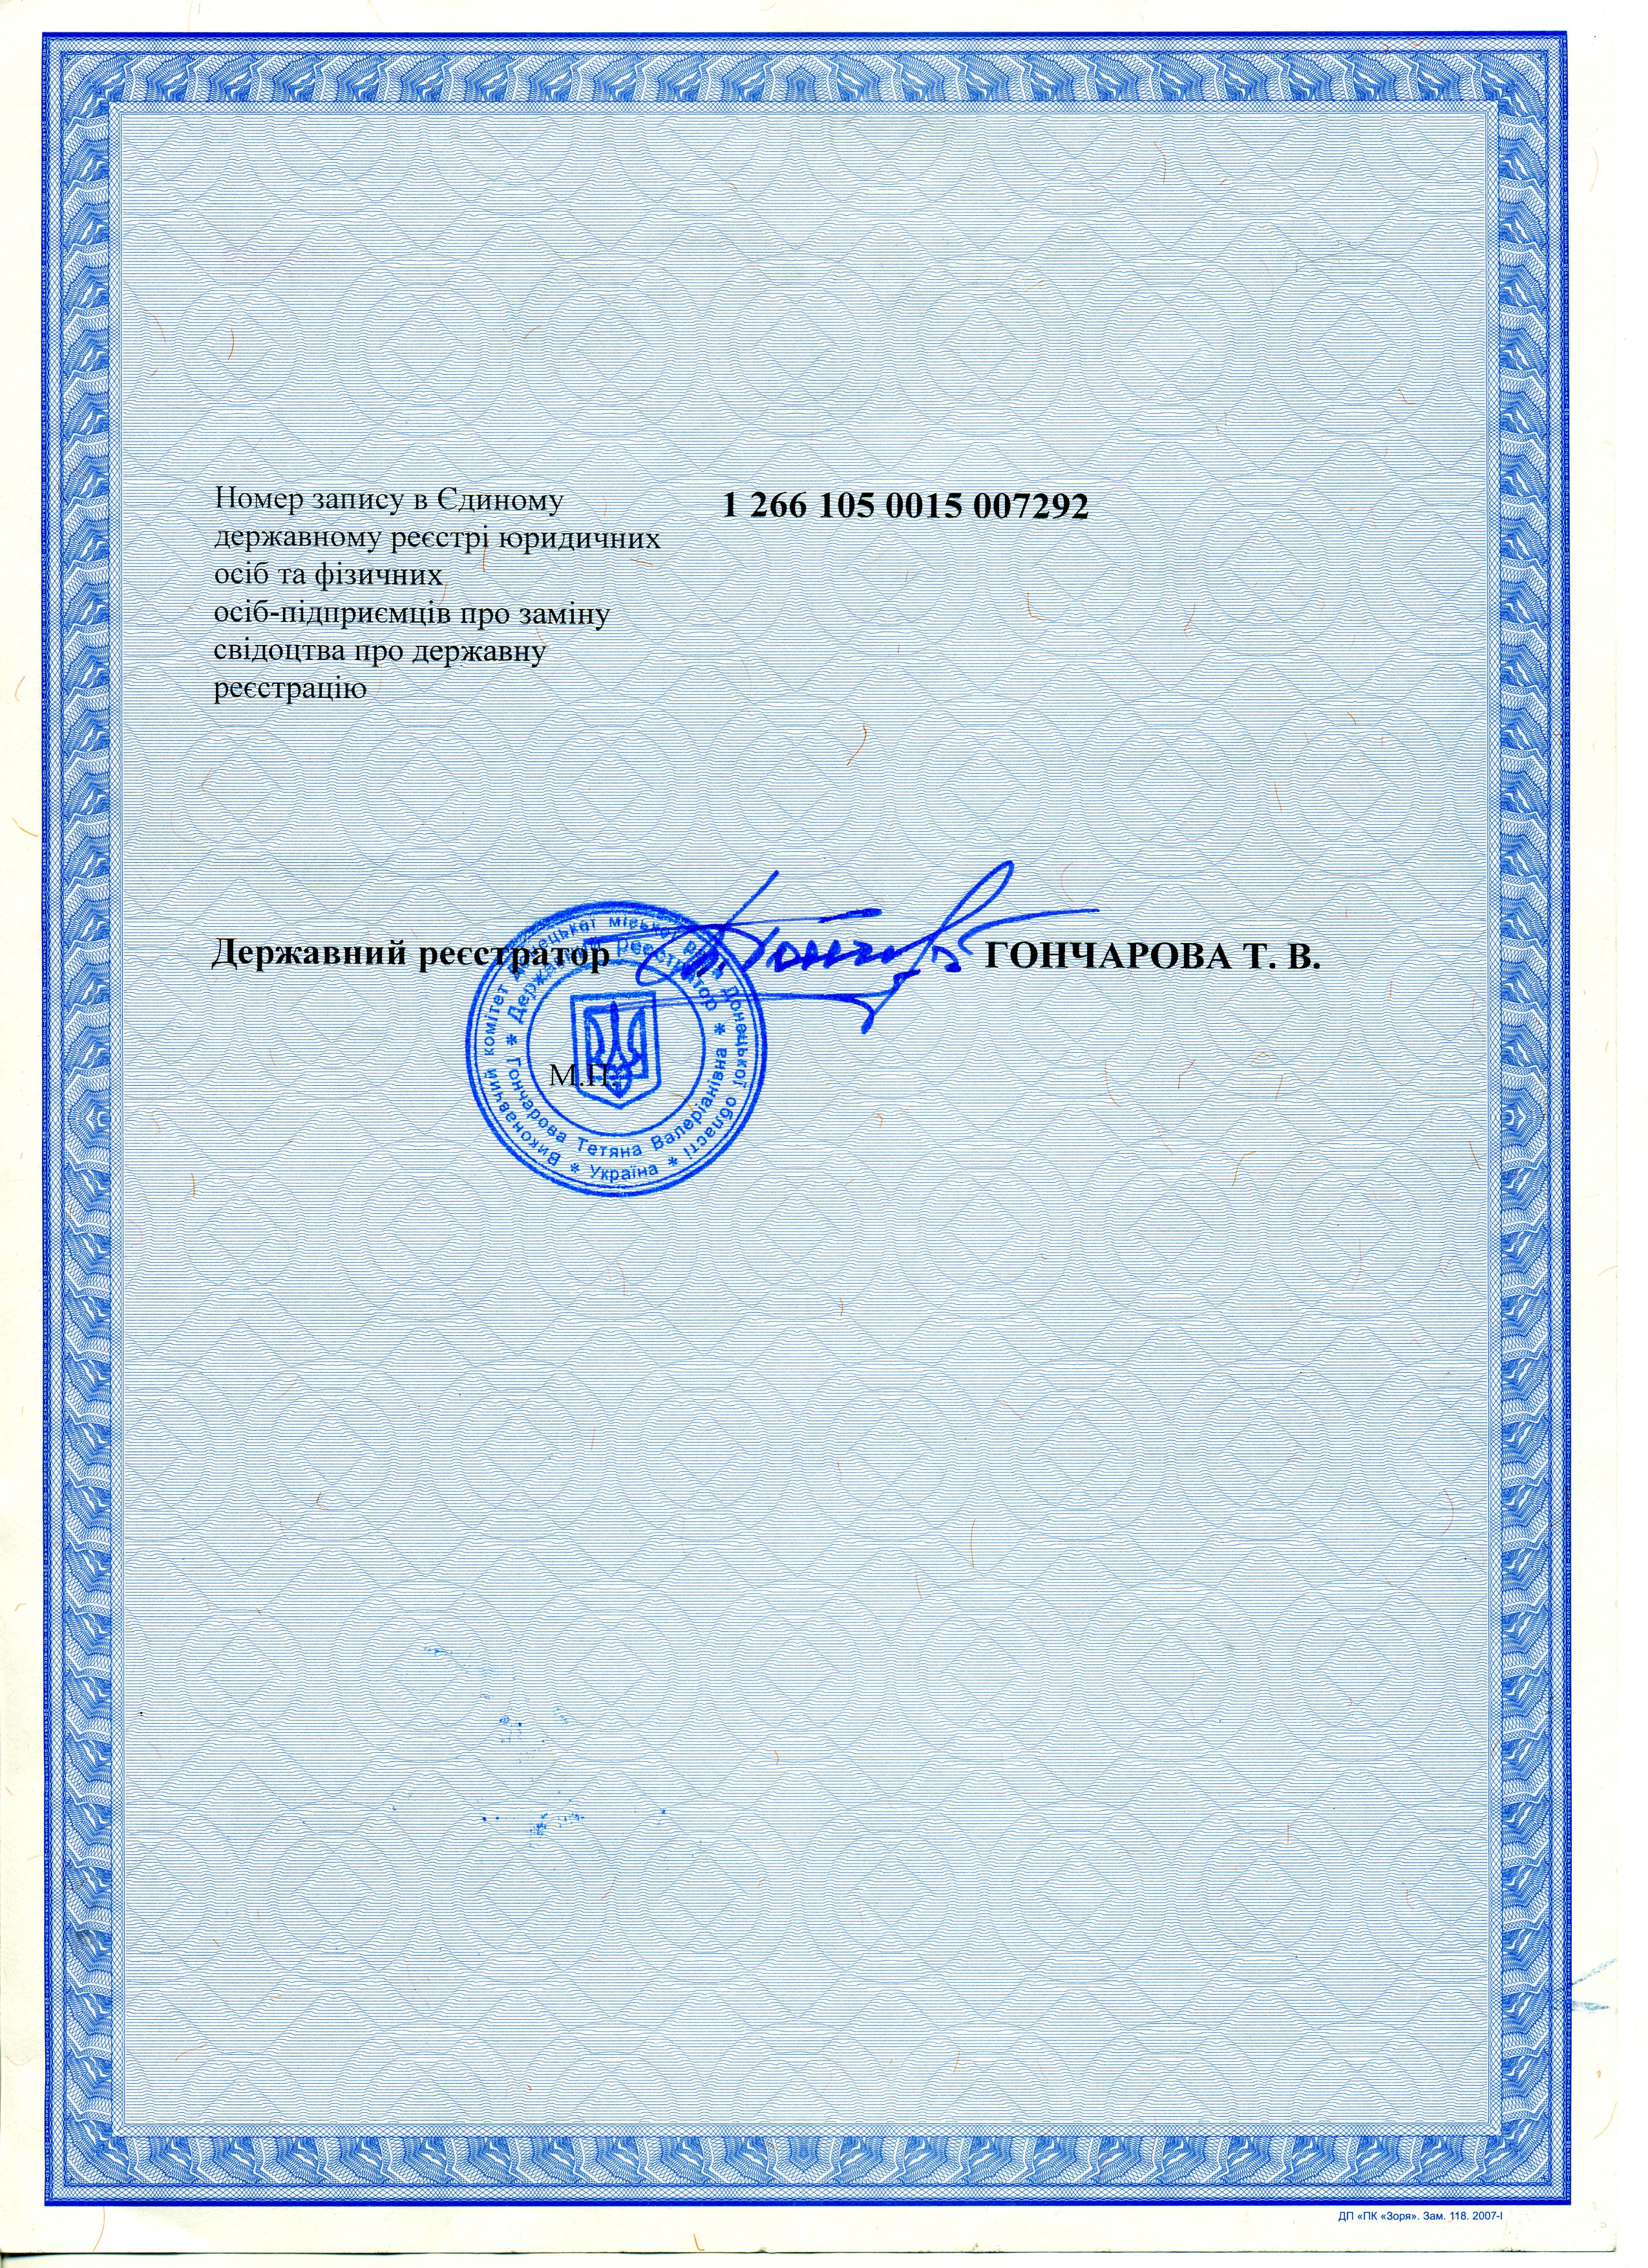 Номер запису в Єдиному
державному реєстрі юридичних
осіб та фізичних
осіб-підприємців про заміну
свідоцтва про державну
реєстрацію
1 266 105 0015 007292
Державний реєстратор
ГОНЧАРОВА Т. В.
М.П.
Виконавчий комітет Донецької міської ради Донецької області
* Україна *
* Державний реєстратор *
Гончарова Тетяна Валеріанівна
ДП «ПК «Зоря». Зам. 118. 2007-І